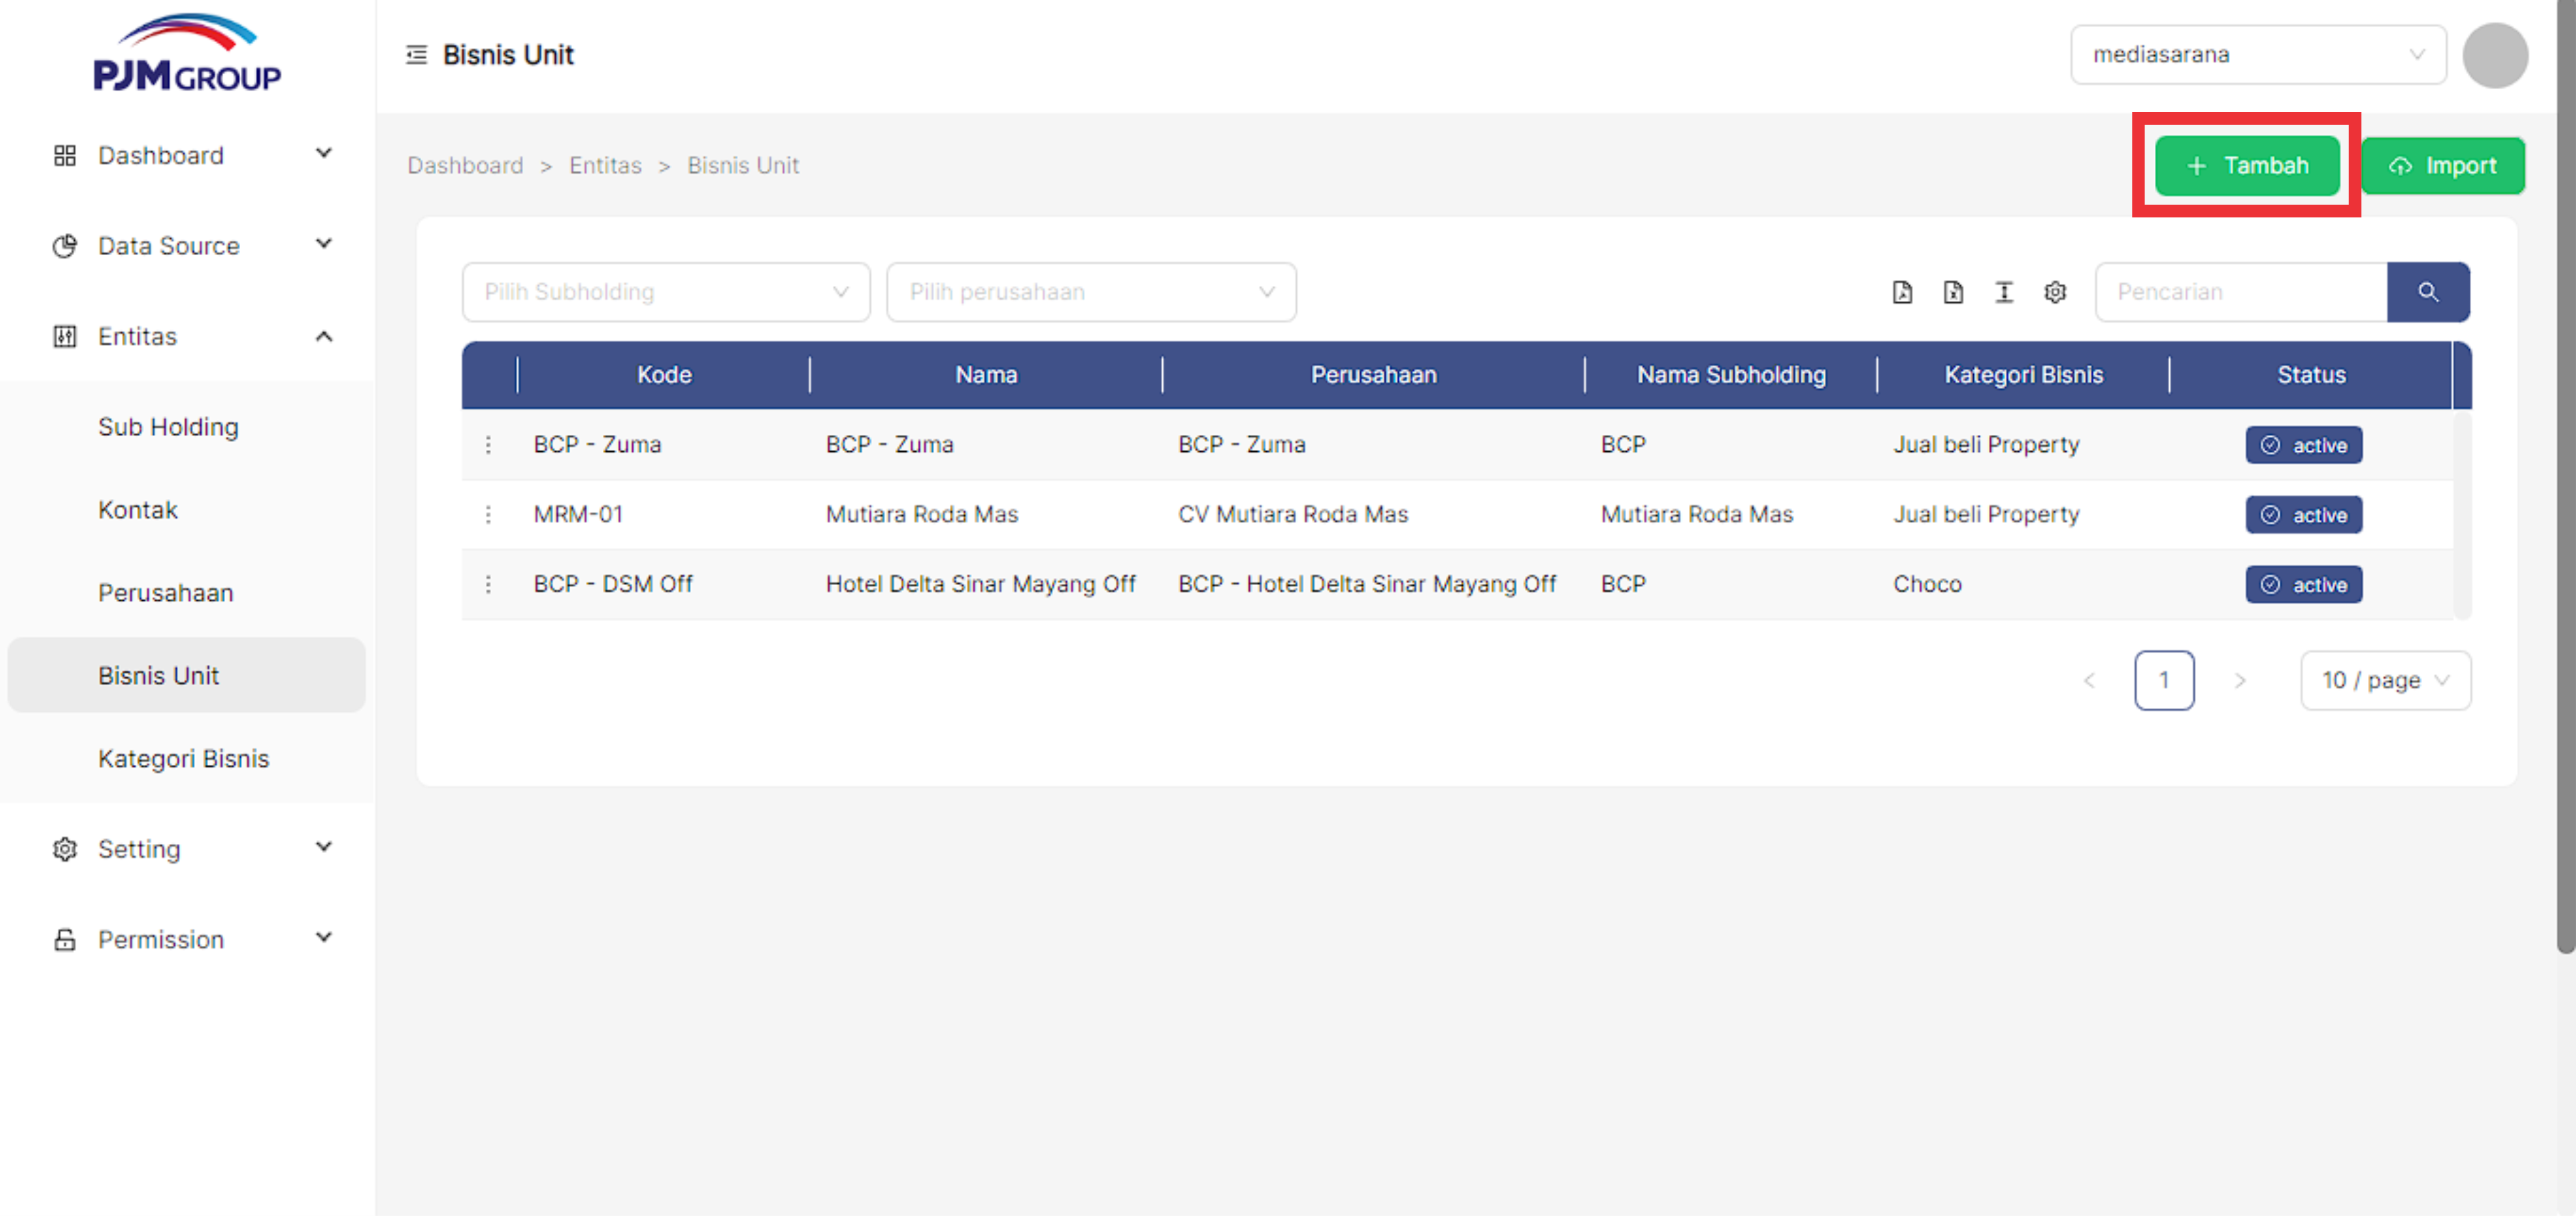 PJM GROUP
Bisnis Unit
mediasarana
Dashboard
Data Source
Entitas
Sub Holding
Kontak
Perusahaan
Bisnis Unit
Kategori Bisnis
Setting
Permission
Dashboard > Entitas > Bisnis Unit
+ Tambah
Import
Pilih Subholding
Pilih perusahaan
Pencarian
Kode Nama Perusahaan Nama Subholding Kategori Bisnis Status
BCP - Zuma BCP - Zuma BCP - Zuma BCP Jual beli Property active
MRM-01 Mutiara Roda Mas CV Mutiara Roda Mas Mutiara Roda Mas Jual beli Property active
BCP - DSM Off Hotel Delta Sinar Mayang Off BCP - Hotel Delta Sinar Mayang Off BCP Choco active
< 1 > 10 / page